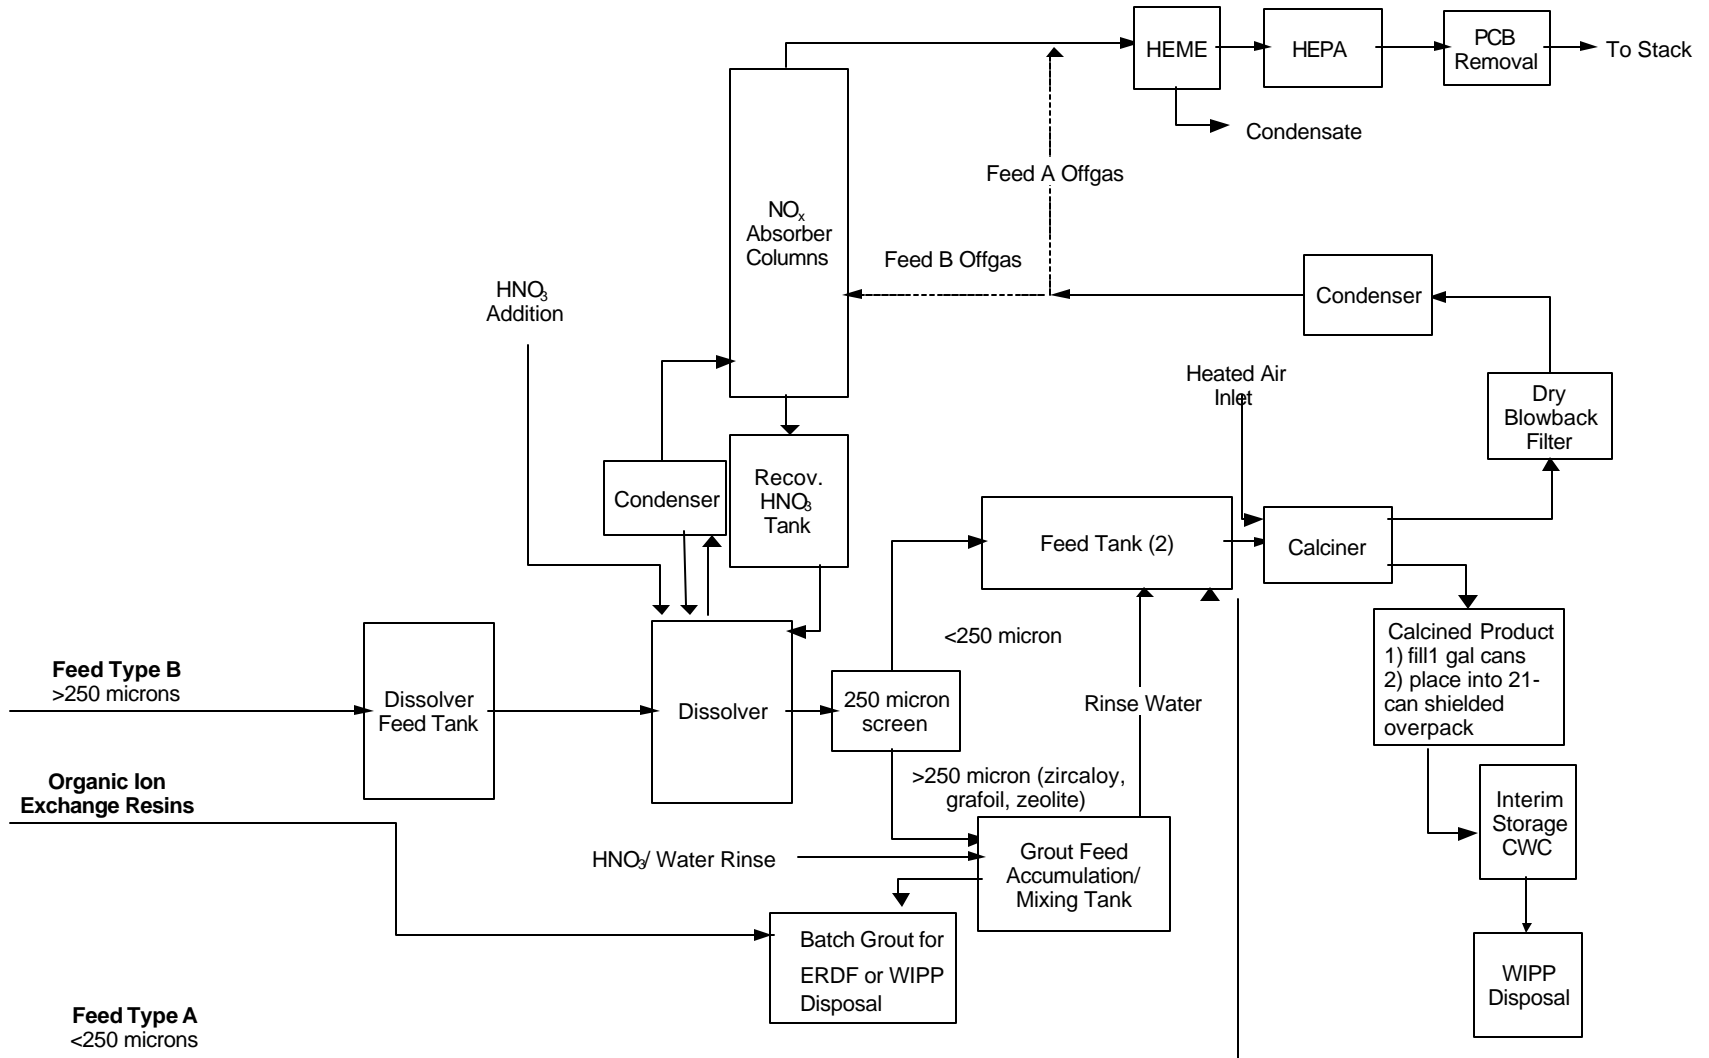 HEME
HEPA
PCB
Removal
To Stack
Condensate
Feed A Offgas
NOx
Absorber
Columns
Feed B Offgas
Condenser
HNO3
Addition
Heated Air
Inlet
Dry
Blowback
Filter
Condenser
Recov.
HNO3
Tank
Feed Tank (2)
Calciner
<250 micron
Calcined Product
1) fill1 gal cans
2) place into 21-
can shielded
overpack
Feed Type B
>250 microns
Dissolver
Feed Tank
Dissolver
250 micron
screen
Rinse Water
Organic Ion
Exchange Resins
>250 micron (zircaloy,
grafoil, zeolite)
Interim
Storage
CWC
HNO3/ Water Rinse
Grout Feed
Accumulation/
Mixing Tank
Batch Grout for
ERDF or WIPP
Disposal
WIPP
Disposal
Feed Type A
<250 microns